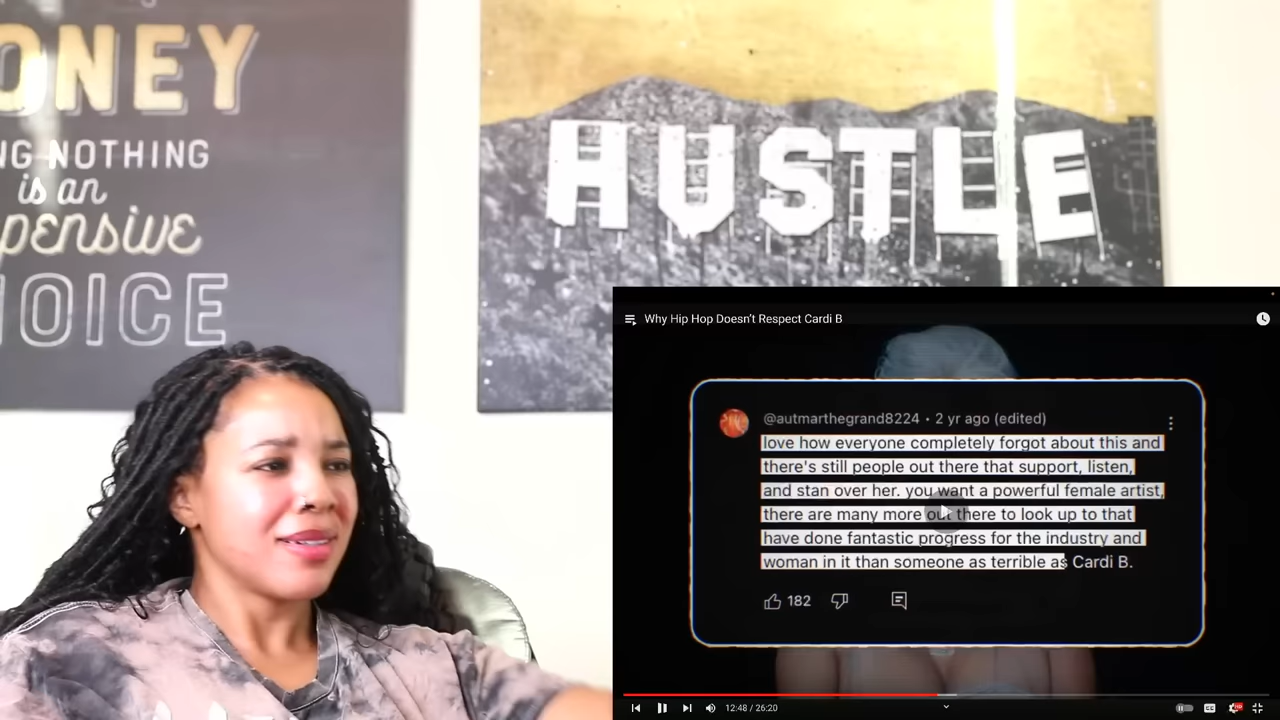 ONEY
NG NOTHING
is an
pensive
HOICE
HUSTLE
Why Hip Hop Doesn't Respect Cardi B
@autmarthegrand8224 • 2 yr ago (edited)
love how everyone completely forgot about this and
there's still people out there that support, listen,
and stan over her. you want a powerful female artist,
there are many more out there to look up to that
have done fantastic progress for the industry and
woman in it than someone as terrible as Cardi B.
182
12:48 / 26:20